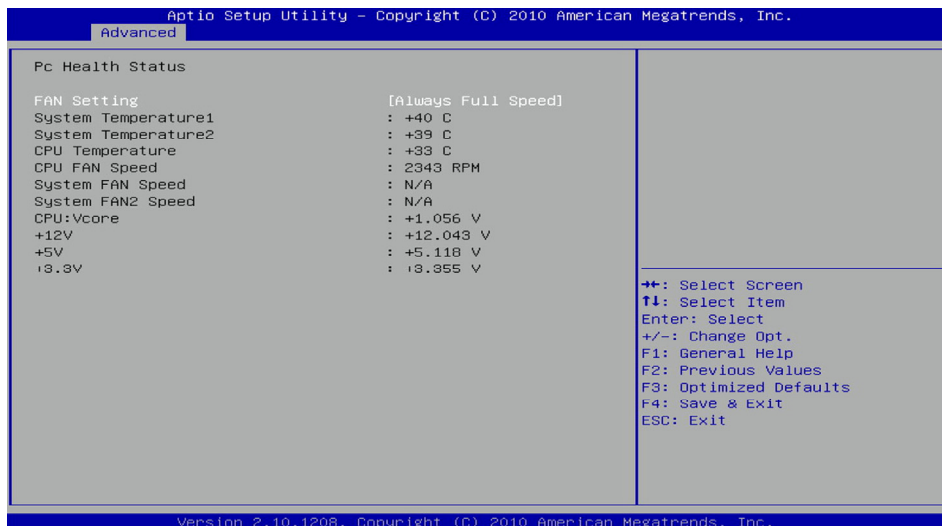 Aptio Setup Utility – Copyright (C) 2010 American Megatrends, Inc.
Advanced
Pc Health Status
FAN Setting [Always Full Speed]
System Temperature1 : +40 C
System Temperature2 : +39 C
CPU Temperature : +33 C
CPU FAN Speed : 2343 RPM
System FAN Speed : N/A
System FAN2 Speed : N/A
CPU:Vcore : +1.056 V
+12V : +12.043 V
+5V : +5.118 V
+3.3V : +3.355 V
→←: Select Screen
↑↓: Select Item
Enter: Select
+/-: Change Opt.
F1: General Help
F2: Previous Values
F3: Optimized Defaults
F4: Save & Exit
ESC: Exit
Version 2.10.1208. Copyright (C) 2010 American Megatrends, Inc.